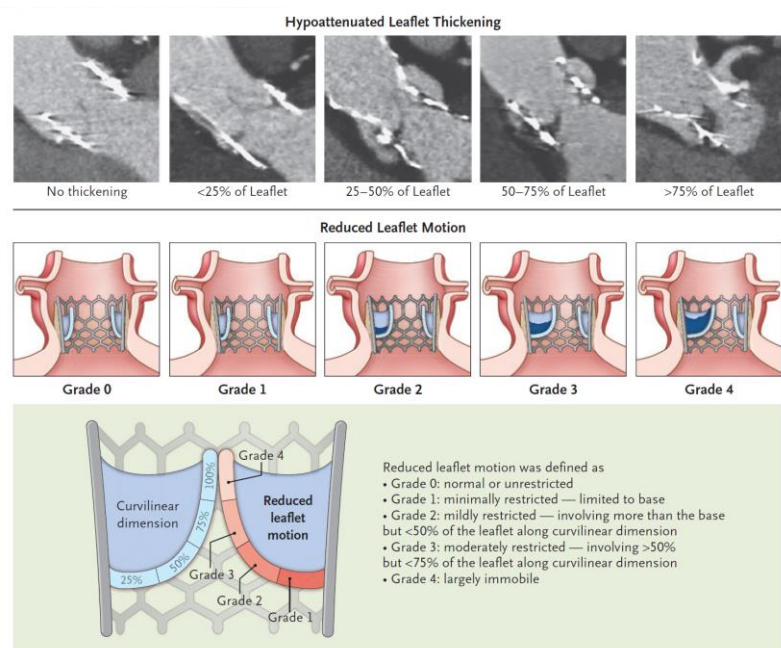 Hypoattenuated Leaflet Thickening
No thickening
<25% of Leaflet
25–50% of Leaflet
50–75% of Leaflet
>75% of Leaflet
Reduced Leaflet Motion
Grade 0
Grade 1
Grade 2
Grade 3
Grade 4
Curvilinear
dimension
25%
50%
75%
100%
Reduced
leaflet
motion
Grade 4
Grade 3
Grade 2
Grade 1
Reduced leaflet motion was defined as
• Grade 0: normal or unrestricted
• Grade 1: minimally restricted — limited to base
• Grade 2: mildly restricted — involving more than the base
but <50% of the leaflet along curvilinear dimension
• Grade 3: moderately restricted — involving >50%
but <75% of the leaflet along curvilinear dimension
• Grade 4: largely immobile